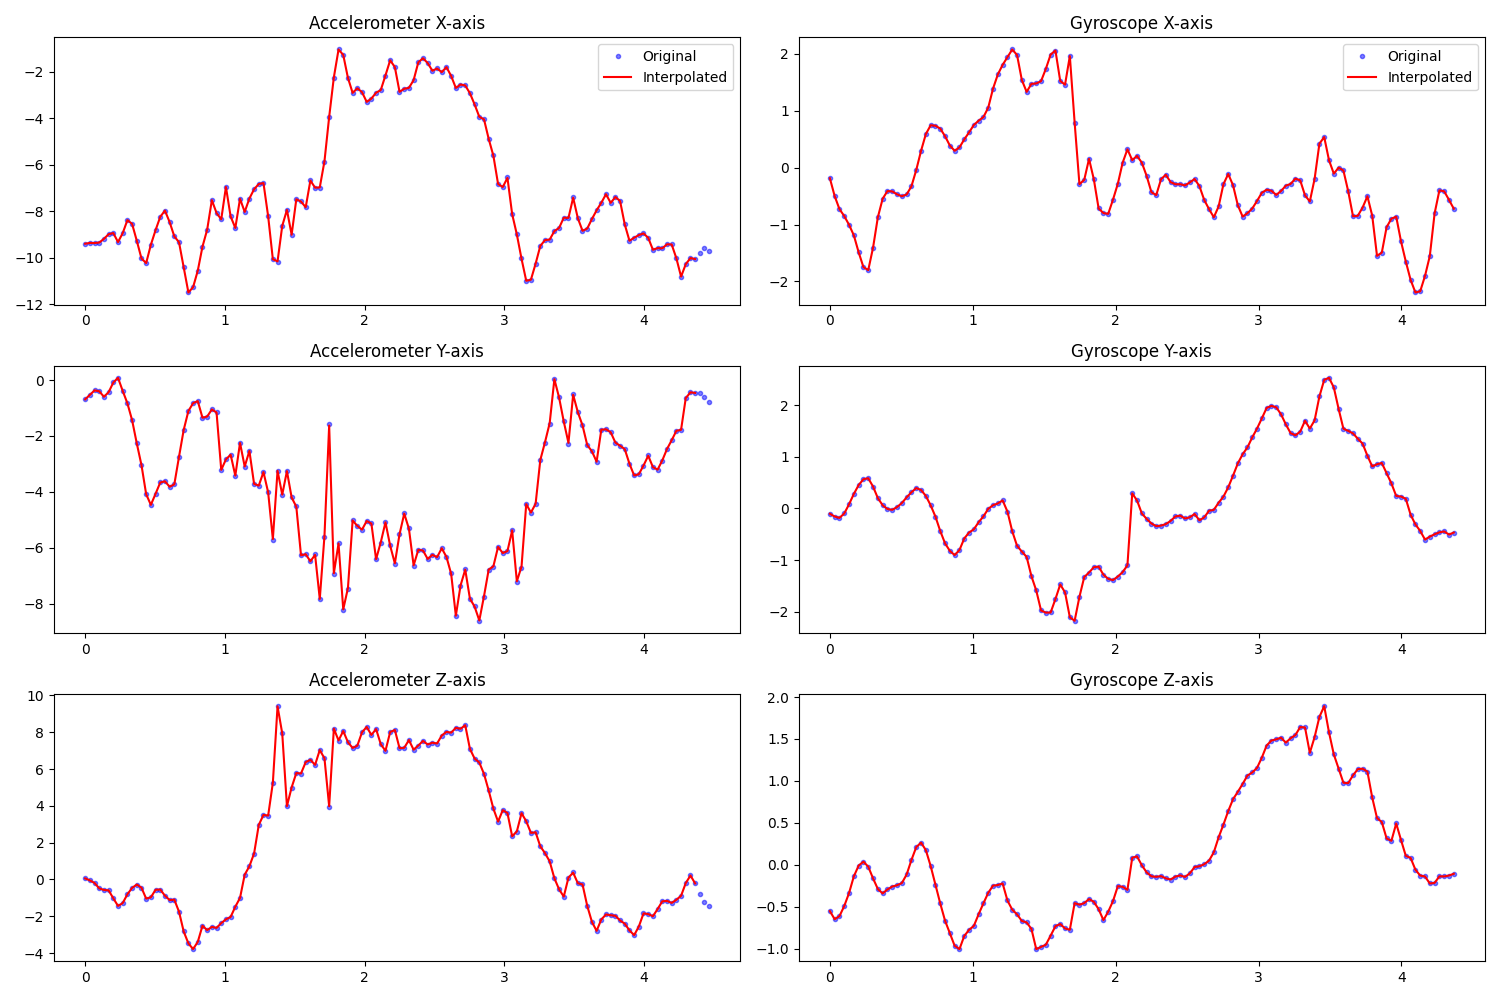 Accelerometer X-axis
Original
Interpolated
−2
−4
−6
−8
−10
−12
0 1 2 3 4
Gyroscope X-axis
Original
Interpolated
2
1
0
−1
−2
0 1 2 3 4
Accelerometer Y-axis
0
−2
−4
−6
−8
0 1 2 3 4
Gyroscope Y-axis
2
1
0
−1
−2
0 1 2 3 4
Accelerometer Z-axis
10
8
6
4
2
0
−2
−4
0 1 2 3 4
Gyroscope Z-axis
2.0
1.5
1.0
0.5
0.0
−0.5
−1.0
0 1 2 3 4